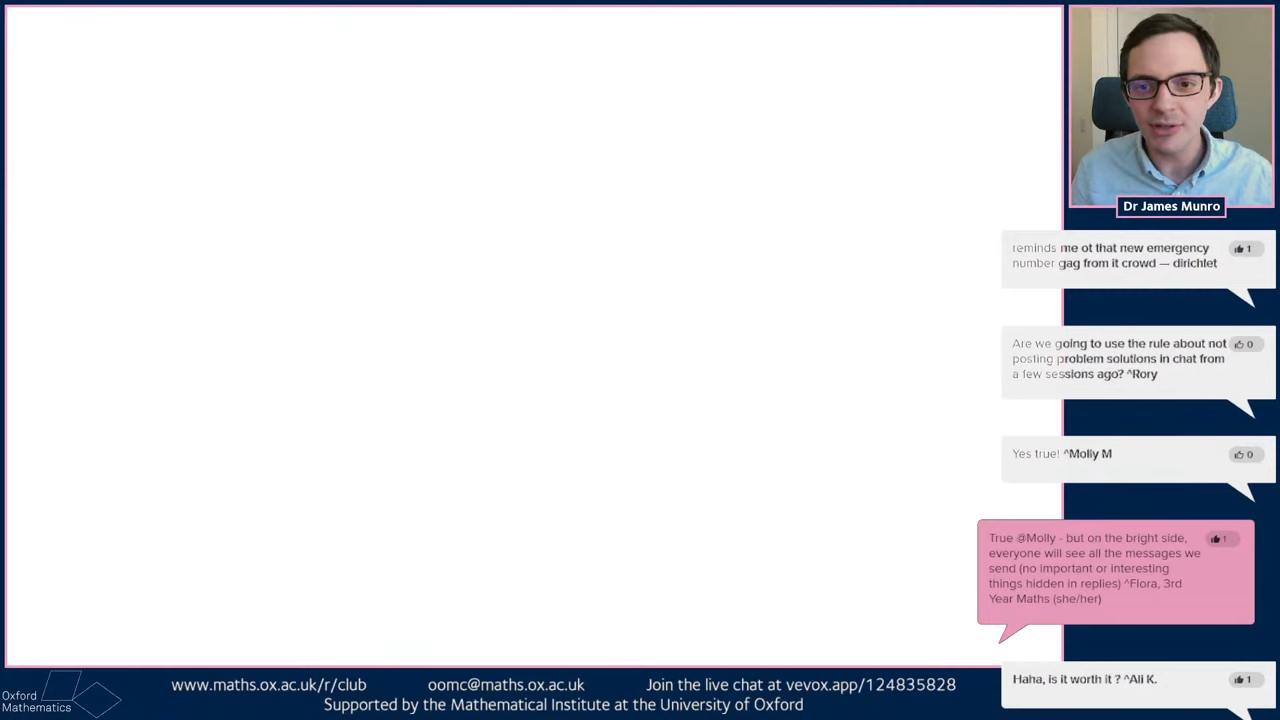 Dr James Munro
reminds me of that new emergency
number gag from it crowd — dirichlet
1
Are we going to use the rule about not
posting problem solutions in chat from
a few sessions ago? ^Rory
0
Yes true! ^Molly M
0
True @Molly - but on the bright side,
everyone will see all the messages we
send (no important or interesting
things hidden in replies) ^Flora, 3rd
Year Maths (she/her)
1
Haha, is it worth it ? ^Ali K.
1
Oxford
Mathematics
www.maths.ox.ac.uk/r/club
oomc@maths.ox.ac.uk
Join the live chat at vevox.app/124835828
Supported by the Mathematical Institute at the University of Oxford